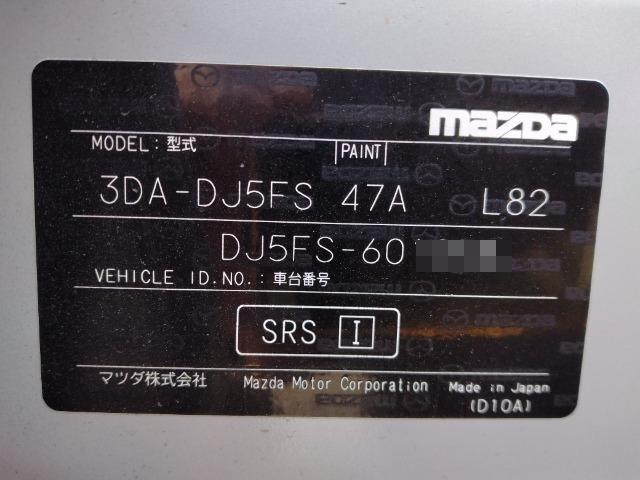 mazda
MODEL: 型式 PAINT
3DA-DJ5FS 47A L82
DJ5FS-60
VEHICLE ID.NO.: 車台番号
SRS I
マツダ株式会社 Mazda Motor Corporation Made in Japan
(D10A)